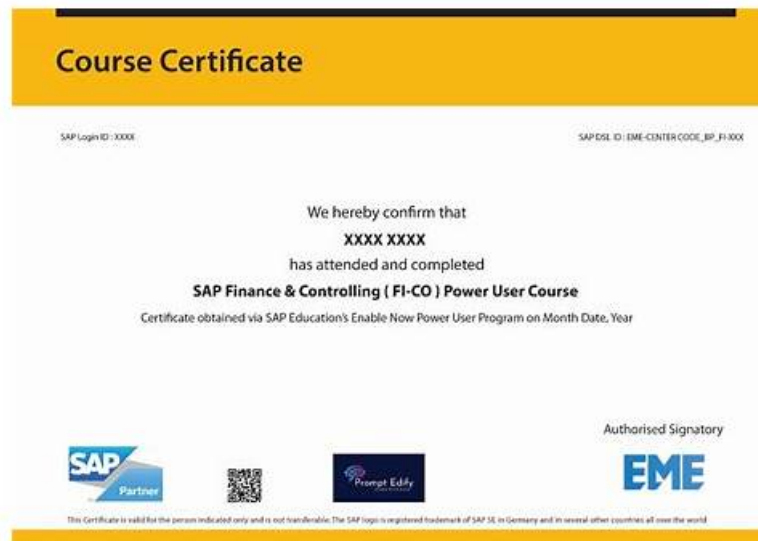 Course Certificate
SAP Login ID : XXXX
SAP DSL ID : EME-CENTER CODE_BP_FI-XXX
We hereby confirm that
XXXX XXXX
has attended and completed
SAP Finance & Controlling ( FI-CO ) Power User Course
Certificate obtained via SAP Education's Enable Now Power User Program on Month Date, Year
Authorised Signatory
SAP
Partner
Prompt Edify
EME
This Certificate is valid for the person indicated only and is not transferable. The SAP logo is registered trademark of SAP SE in Germany and in several other countries all over the world